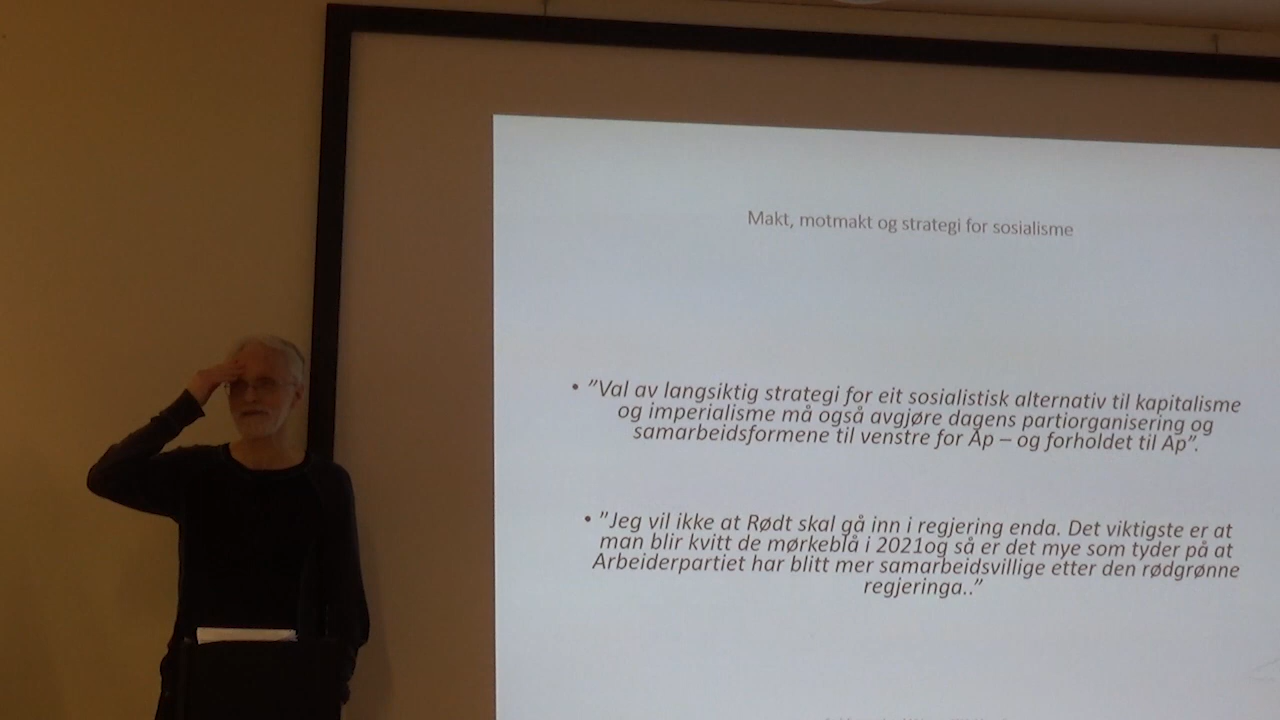 Makt, motmakt og strategi for sosialisme
• ”Val av langsiktig strategi for eit sosialistisk alternativ til kapitalisme
og imperialisme må også avgjøre dagens partiorganisering og
samarbeidsformene til venstre for Ap – og forholdet til Ap”.
• ”Jeg vil ikke at Rødt skal gå inn i regjering enda. Det viktigste er at
man blir kvitt de mørkeblå i 2021og så er det mye som tyder på at
Arbeiderpartiet har blitt mer samarbeidsvillige etter den rødgrønne
regjeringa..”